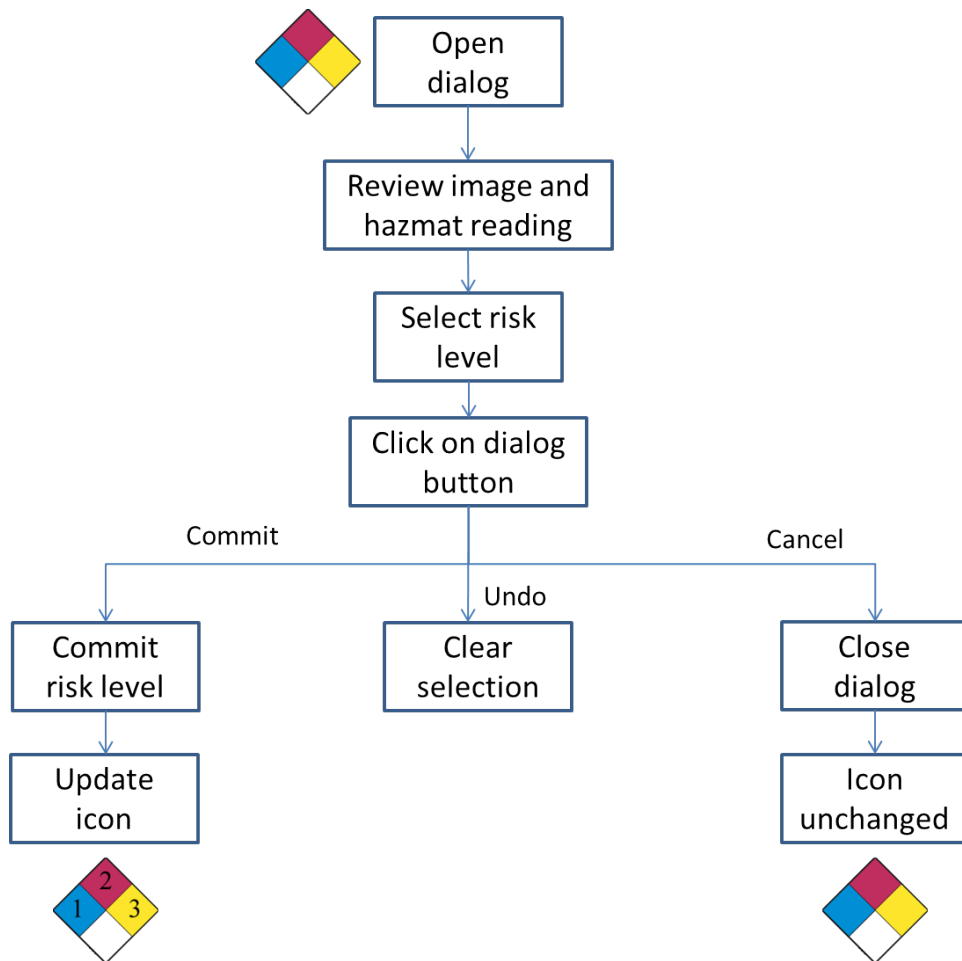 Open
dialog
Review image and
hazmat reading
Select risk
level
Click on dialog
button
Commit
Undo
Cancel
Commit
risk level
Clear
selection
Close
dialog
Update
icon
Icon
unchanged
2
1 3